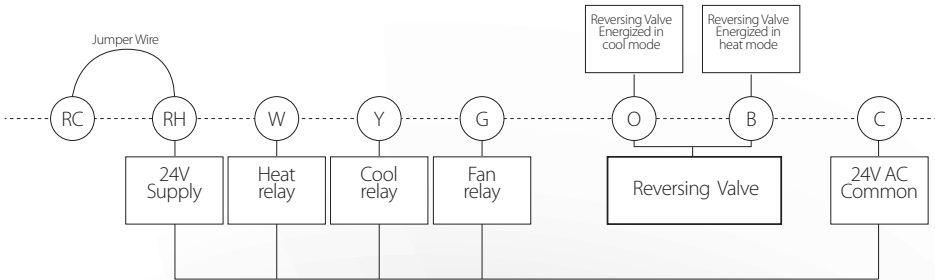 Jumper Wire
Reversing Valve
Energized in
cool mode
Reversing Valve
Energized in
heat mode
RC
RH
W
Y
G
O
B
C
24V
Supply
Heat
relay
Cool
relay
Fan
relay
Reversing Valve
24V AC
Common